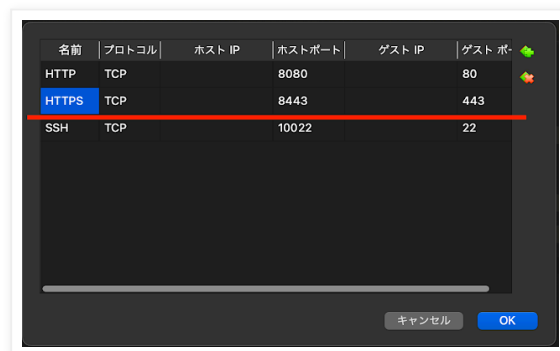 名前 プロトコル ホスト IP ホストポート ゲスト IP ゲスト ポー
HTTP TCP 8080 80
HTTPS TCP 8443 443
SSH TCP 10022 22
キャンセル OK